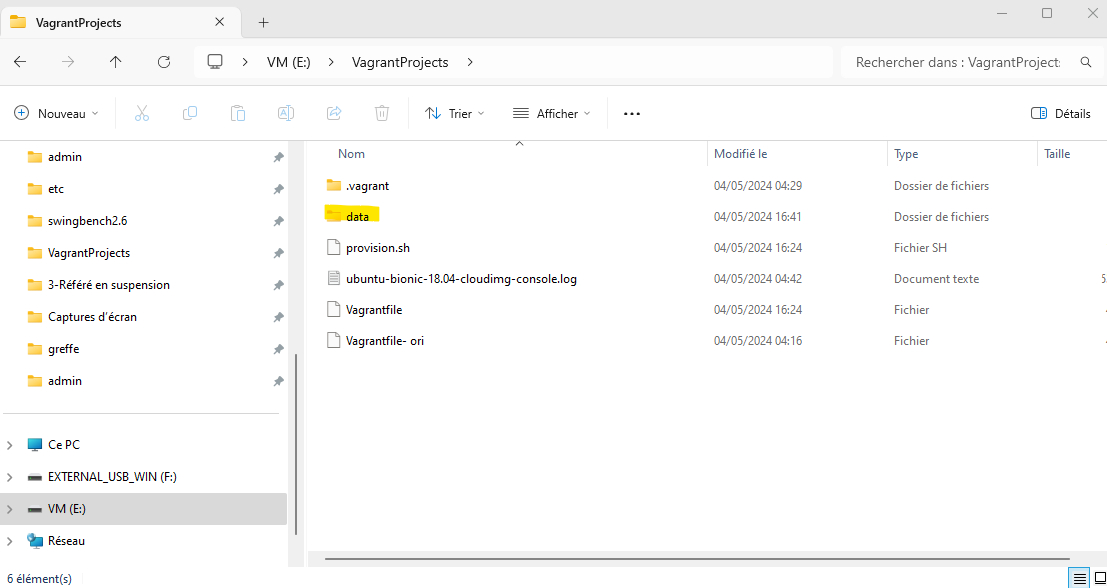 VagrantProjects
VM (E:) VagrantProjects
Rechercher dans : VagrantProject
Nouveau Trier Afficher Détails
admin
etc
swingbench2.6
VagrantProjects
3-Référé en suspension
Captures d'écran
greffe
admin
Ce PC
EXTERNAL_USB_WIN (F:)
VM (E:)
Réseau
Nom Modifié le Type Taille
.vagrant 04/05/2024 04:29 Dossier de fichiers
data 04/05/2024 16:41 Dossier de fichiers
provision.sh 04/05/2024 16:24 Fichier SH
ubuntu-bionic-18.04-cloudimg-console.log 04/05/2024 04:42 Document texte
Vagrantfile 04/05/2024 16:24 Fichier
Vagrantfile- ori 04/05/2024 04:16 Fichier
6 élément(s)